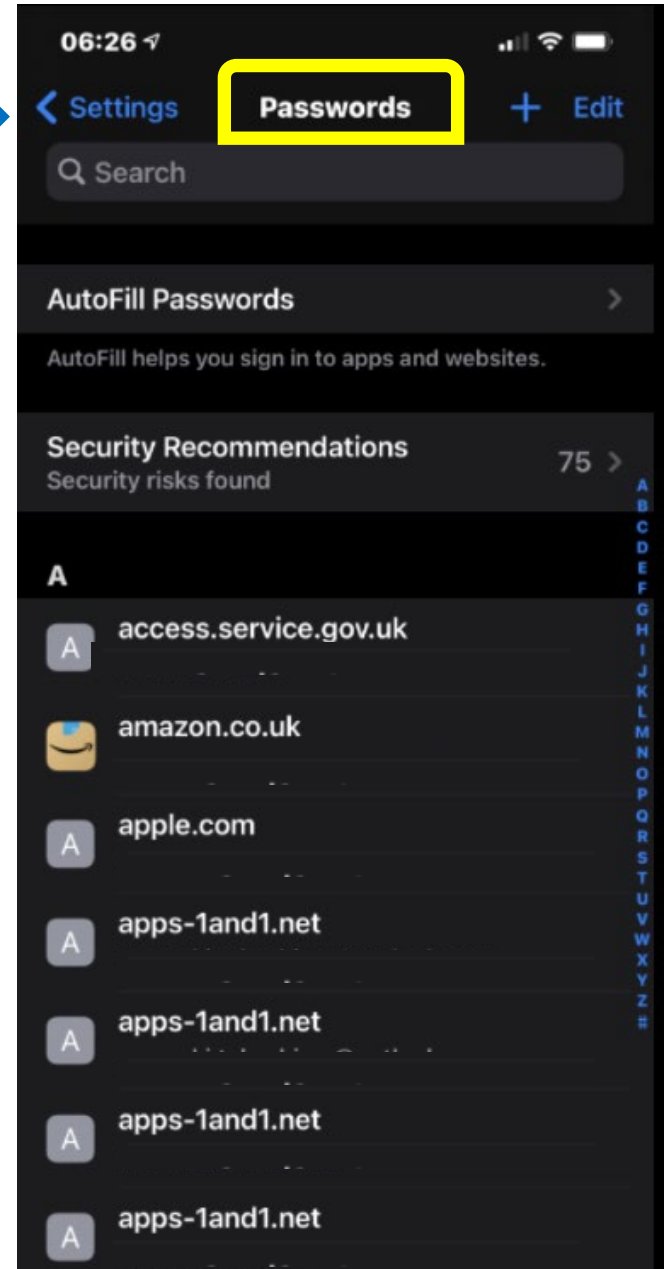 06:26
Settings Passwords + Edit
Search
AutoFill Passwords
AutoFill helps you sign in to apps and websites.
Security Recommendations
Security risks found
75
A
access.service.gov.uk
A
amazon.co.uk
apple.com
A
apps-1and1.net
A
apps-1and1.net
A
apps-1and1.net
A
apps-1and1.net
A
A
B
C
D
E
F
G
H
I
J
K
L
M
N
O
P
Q
R
S
T
U
V
W
X
Y
Z
#